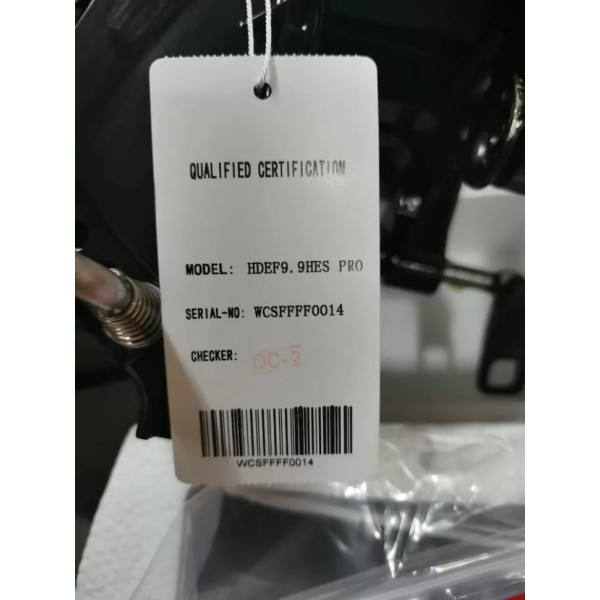 QUALIFIED CERTIFICATION
MODEL: HDEF9.9HES PRO
SERIAL-NO: WCSFFFF0014
CHECKER: QC-2
WCSFFFF0014